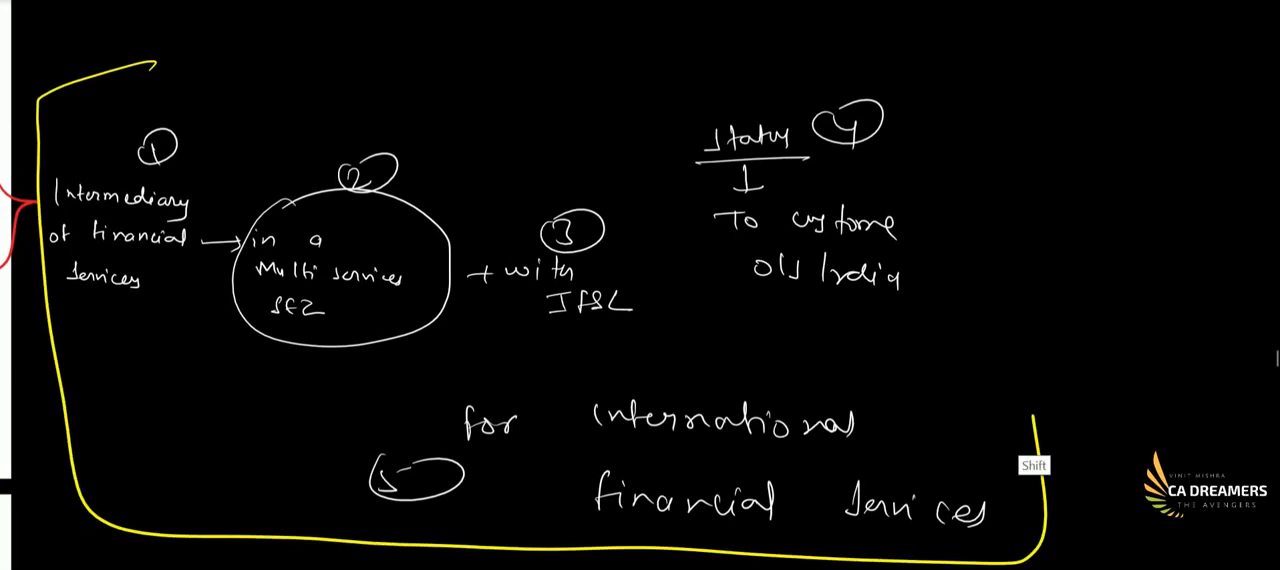 1
Intermediary
of financial
services
→
2
in a
Multi services
SEZ
3
+ with
IFSC
Status 4
↓
To custome
o/s India
for international
5
financial services
Shift
VINIT MISHRA
CA DREAMERS
THE AVENGERS